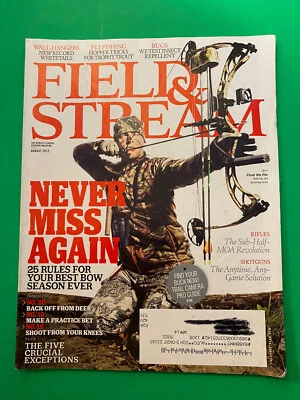 WALL-HANGERS
NEW RECORD
WHITETAILS
FLYFISHING
HOPPER TRICKS
FOR TROPHY TROUT
BUGS
WE TEST INSECT
REPELLENT
FIELD &
STREAM
AUGUST 2012
NEVER
MISS
AGAIN
25 RULES FOR
YOUR BEST BOW
SEASON EVER
BACK OFF FROM DEER
MAKE A PRACTICE BET
SHOOT FROM YOUR KNEES
THE FIVE
CRUCIAL
EXCEPTIONS
RIFLES
The Sub-Half-
MOA Revolution
SHOTGUNS
The Anytime, Any-
Game Solution
FIND YOUR
BUCK NOW!
TRAIL CAMERA
PRO GUIDE